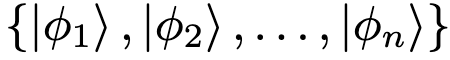 {|ϕ₁⟩, |ϕ₂⟩, . . . , |ϕₙ⟩}